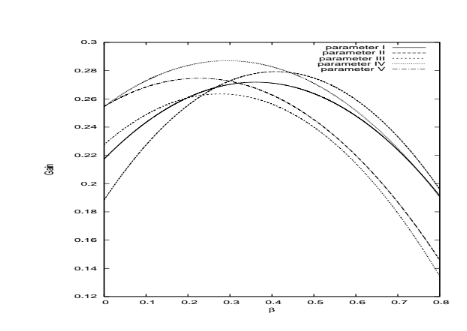 0.3
0.28
0.26
0.24
0.22
0.2
0.18
0.16
0.14
0.12
Gain
parameter I
parameter II
parameter III
parameter IV
parameter V
0 0.1 0.2 0.3 0.4 0.5 0.6 0.7 0.8
β